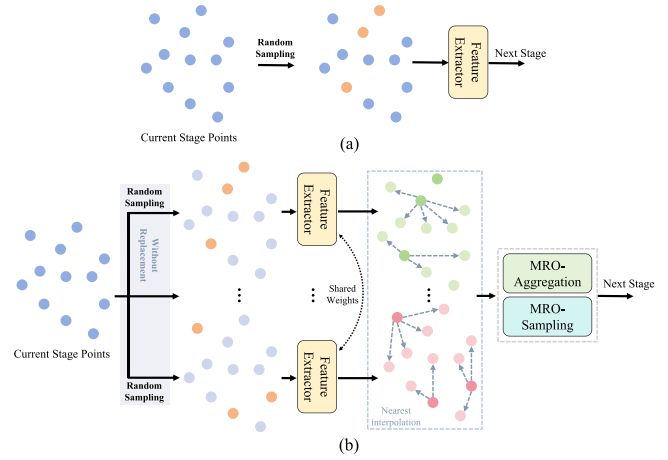 Random
Sampling
Feature
Extractor
Next Stage
Current Stage Points
(a)
Random
Sampling
Without
Replacement
Feature
Extractor
Shared
Weights
MRO-
Aggregation
MRO-
Sampling
Next Stage
Current Stage Points
Random
Sampling
Feature
Extractor
Nearest
interpolation
(b)